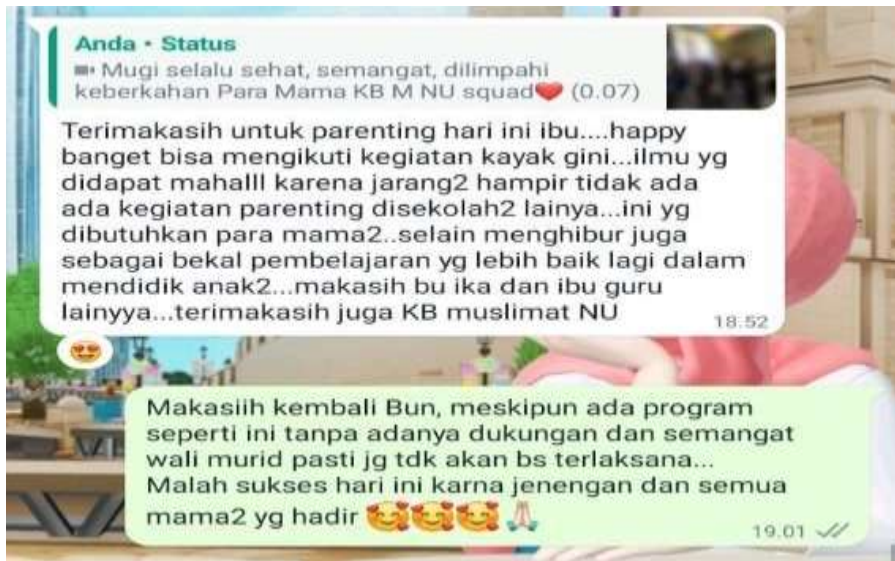 Anda • Status
Mugi selalu sehat, semangat, dilimpahi
keberkahan Para Mama KB M NU squad❤️ (0.07)
Terimakasih untuk parenting hari ini ibu....happy
banget bisa mengikuti kegiatan kayak gini...ilmu yg
didapat mahalll karena jarang2 hampir tidak ada
ada kegiatan parenting disekolah2 lainya...ini yg
dibutuhkan para mama2..selain menghibur juga
sebagai bekal pembelajaran yg lebih baik lagi dalam
mendidik anak2...makasih bu ika dan ibu guru
lainyya...terimakasih juga KB muslimat NU
18:52
😍
Makasiih kembali Bun, meskipun ada program
seperti ini tanpa adanya dukungan dan semangat
wali murid pasti jg tdk akan bs terlaksana...
Malah sukses hari ini karna jenengan dan semua
mama2 yg hadir 🥰🥰🥰🙏
19.01